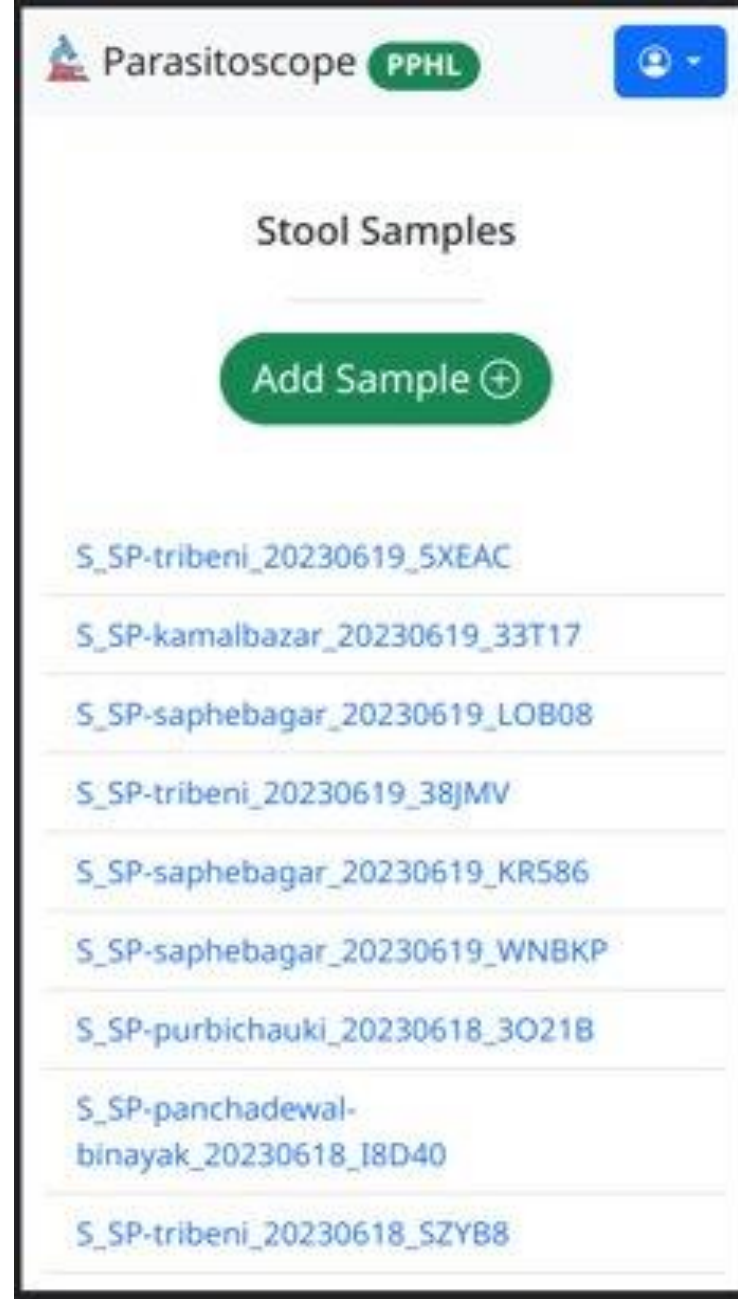 Parasitoscope PPHL
Stool Samples
Add Sample
S_SP-tribeni_20230619_5XEAC
S_SP-kamalbazar_20230619_33T17
S_SP-saphebagar_20230619_LOB08
S_SP-tribeni_20230619_38JMV
S_SP-saphebagar_20230619_KR586
S_SP-saphebagar_20230619_WNBKP
S_SP-purbichauki_20230618_3O21B
S_SP-panchadewal-
binayak_20230618_I8D40
S_SP-tribeni_20230618_SZYB8